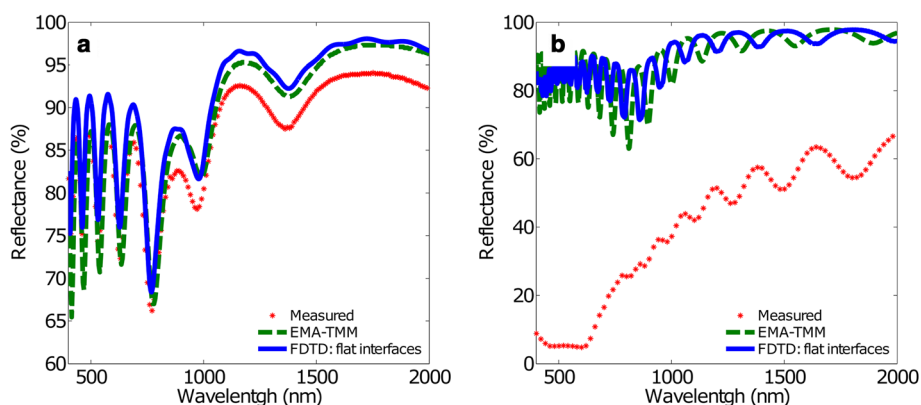 a
100
95
90
85
80
75
70
65
60
Reflectance (%)
500
1000
1500
2000
Wavelentgh (nm)
Measured
EMA-TMM
FDTD: flat interfaces
b
100
80
60
40
20
0
Reflectance (%)
500
1000
1500
2000
Wavelentgh (nm)
Measured
EMA-TMM
FDTD: flat interfaces